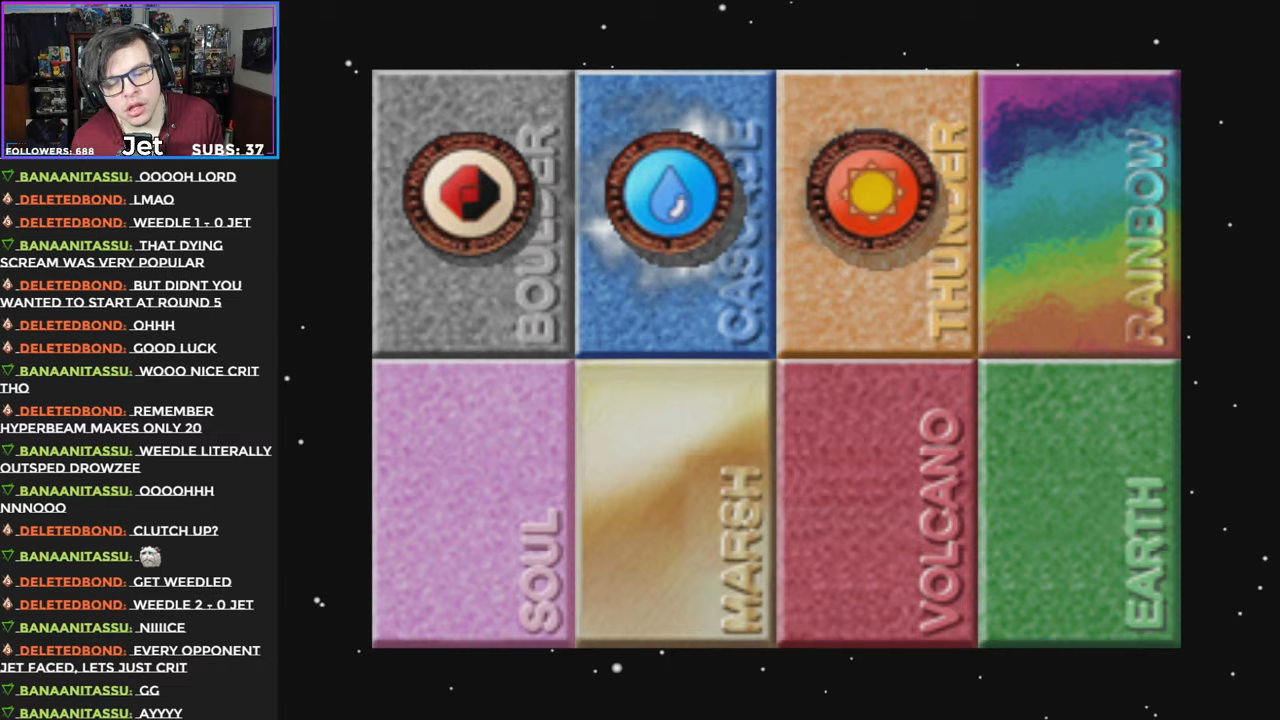 FOLLOWERS: 688
Jet
SUBS: 37
BANAANITASSU: OOOOH LORD
DELETEDBOND: LMAO
DELETEDBOND: WEEDLE 1 - 0 JET
BANAANITASSU: THAT DYING
SCREAM WAS VERY POPULAR
DELETEDBOND: BUT DIDNT YOU
WANTED TO START AT ROUND 5
DELETEDBOND: OHHH
DELETEDBOND: GOOD LUCK
BANAANITASSU: WOOO NICE CRIT
THO
DELETEDBOND: REMEMBER
HYPERBEAM MAKES ONLY 20
BANAANITASSU: WEEDLE LITERALLY
OUTSPED DROWZEE
BANAANITASSU: OOOOHHH
NNNOOO
DELETEDBOND: CLUTCH UP?
BANAANITASSU:
DELETEDBOND: GET WEEDLED
DELETEDBOND: WEEDLE 2 - 0 JET
BANAANITASSU: NIIIICE
DELETEDBOND: EVERY OPPONENT
JET FACED, LETS JUST CRIT
BANAANITASSU: GG
BANAANITASSU: AYYYY
BOULDER
CASCADE
THUNDER
RAINBOW
SOUL
MARSH
VOLCANO
EARTH